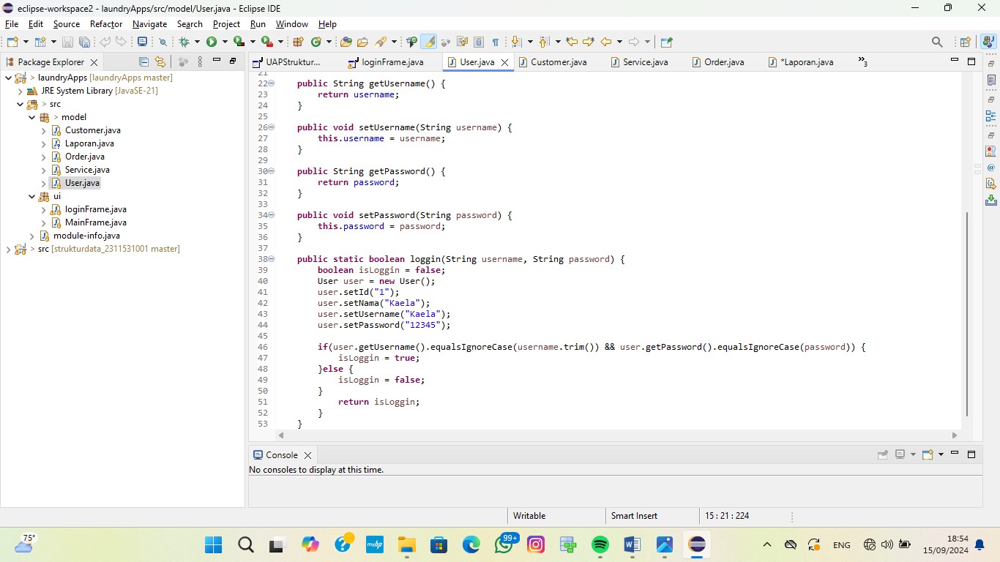 eclipse-workspace2 - laundryApps/src/model/User.java - Eclipse IDE
File Edit Source Refactor Navigate Search Project Run Window Help
Package Explorer
> laundryApps [laundryApps master]
JRE System Library [JavaSE-21]
> src
> model
Customer.java
Laporan.java
Order.java
Service.java
User.java
ui
loginFrame.java
MainFrame.java
module-info.java
> src [strukturdata_2311531001 master]
UAPStruktur... loginFrame.java User.java Customer.java Service.java Order.java *Laporan.java »3
21
22 public String getUsername() {
23 return username;
24 }
25
26 public void setUsername(String username) {
27 this.username = username;
28 }
29
30 public String getPassword() {
31 return password;
32 }
33
34 public void setPassword(String password) {
35 this.password = password;
36 }
37
38 public static boolean loggin(String username, String password) {
39 boolean isLoggin = false;
40 User user = new User();
41 user.setId("1");
42 user.setNama("Kaela");
43 user.setUsername("Kaela");
44 user.setPassword("12345");
45
46 if(user.getUsername().equalsIgnoreCase(username.trim()) && user.getPassword().equalsIgnoreCase(password)) {
47 isLoggin = true;
48 }else {
49 isLoggin = false;
50 }
51 return isLoggin;
52 }
53 }
Console
No consoles to display at this time.
Writable Smart Insert 15 : 21 : 224
75°
myhp
99+
ENG
18:54
15/09/2024